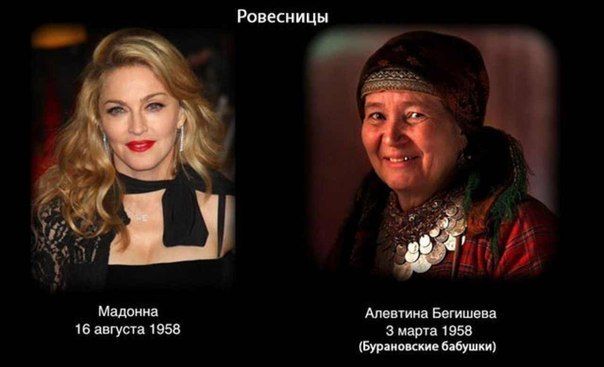 Ровесницы
Мадонна
16 августа 1958
Алевтина Бегишева
3 марта 1958
(Бурановские бабушки)